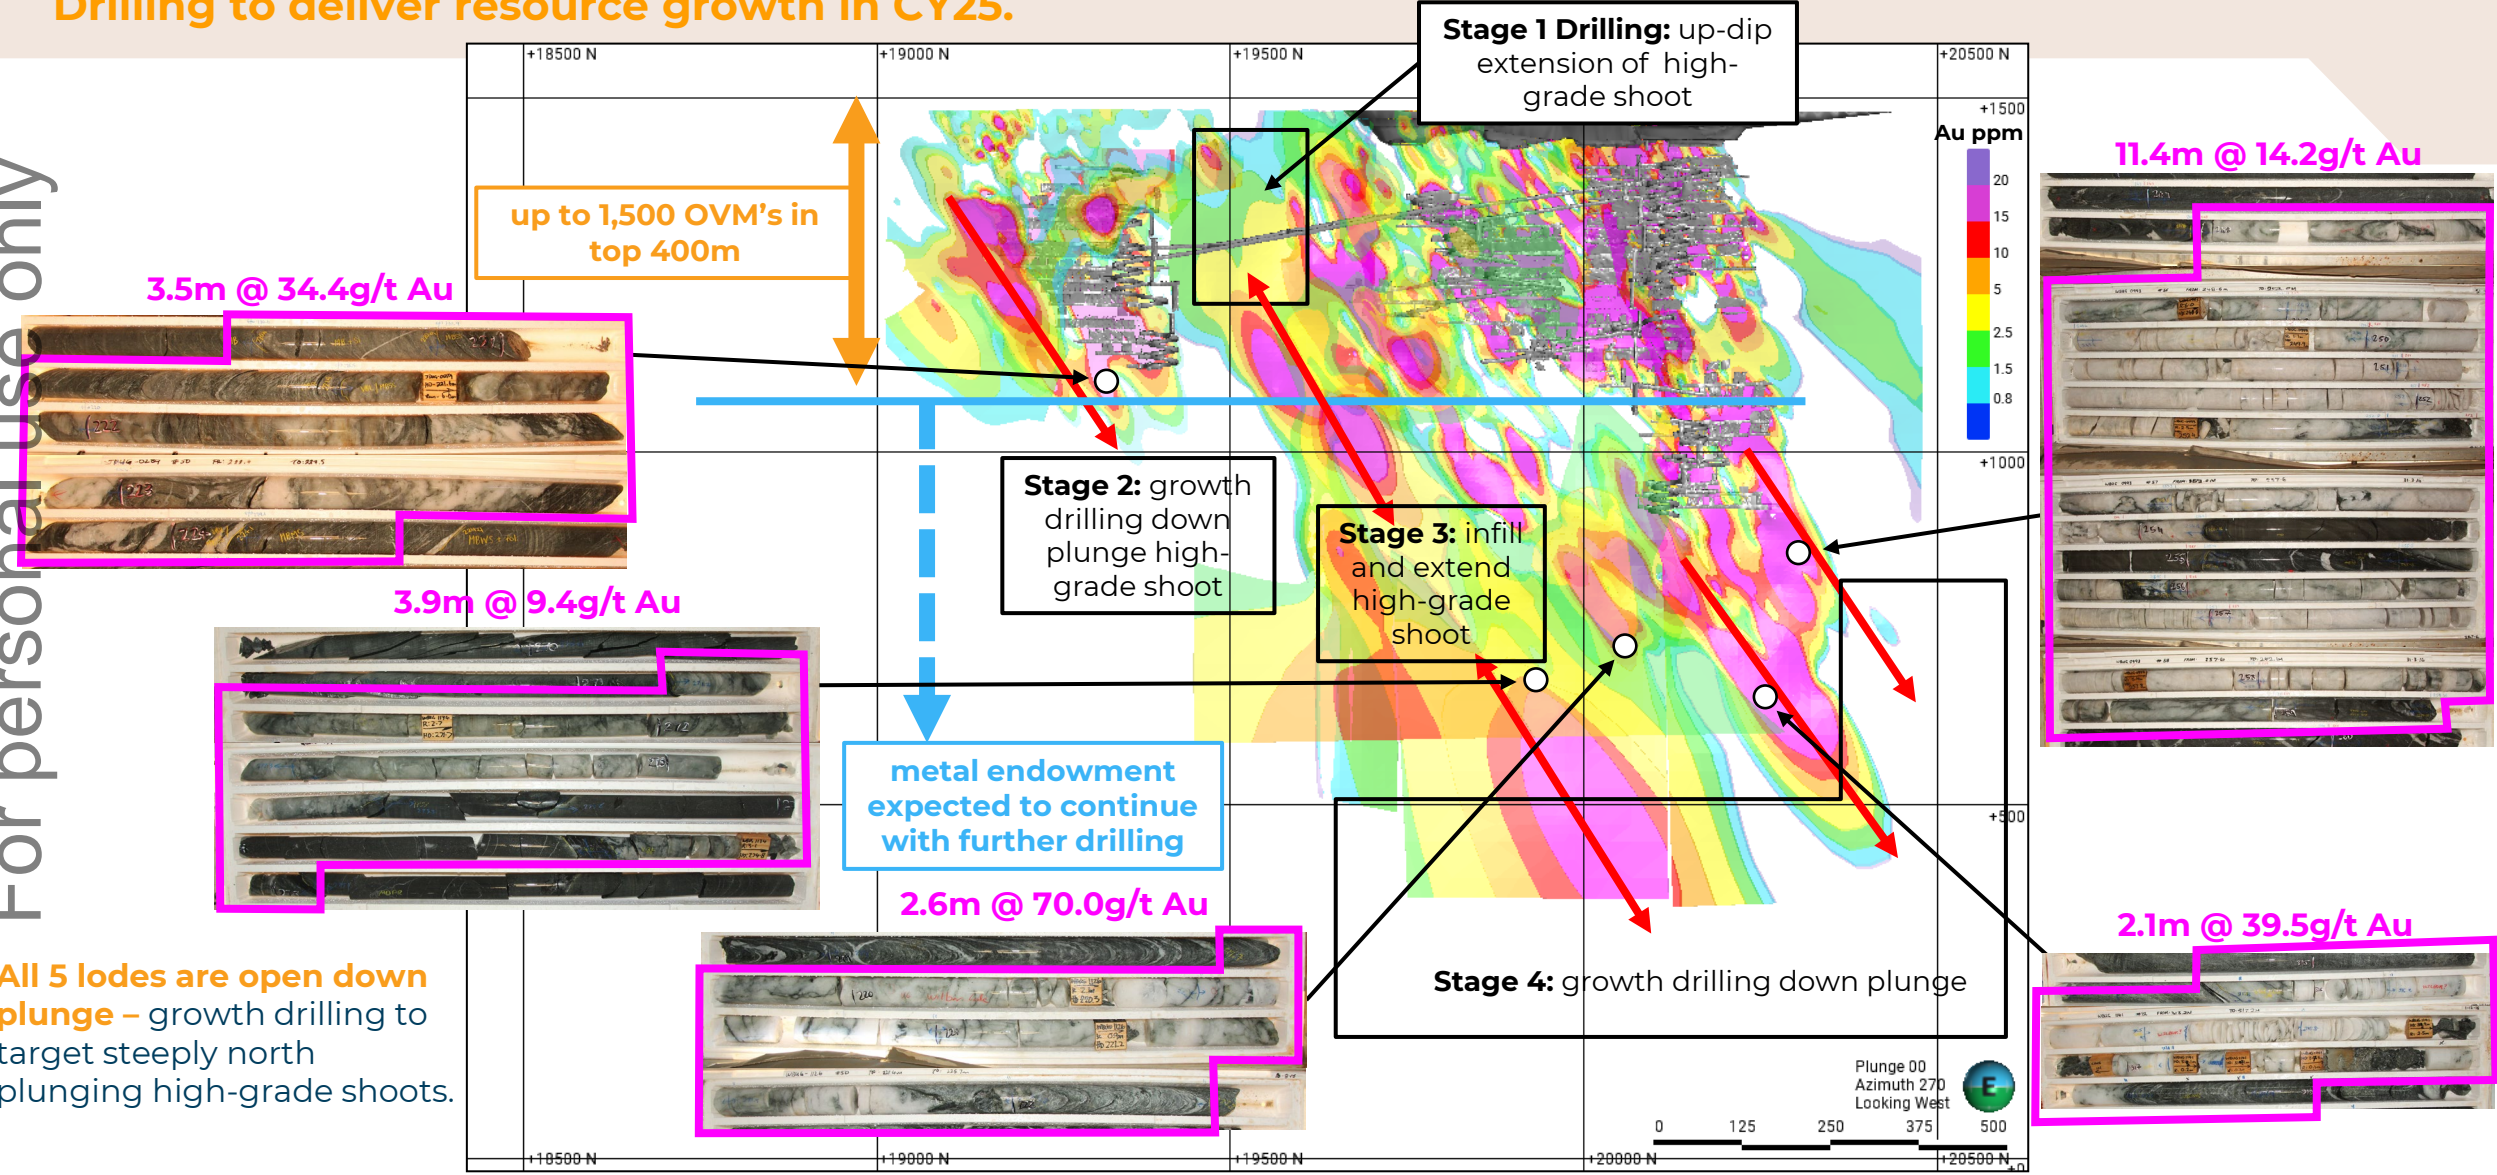 Drilling to deliver resource growth in CY25.
For personal use only
+18500 N
+19000 N
+19500 N
+20500 N
Stage 1 Drilling: up-dip
extension of high-
grade shoot
+1500
Au ppm
20
15
10
5
2.5
1.5
0.8
11.4m @ 14.2g/t Au
up to 1,500 OVM's in
top 400m
3.5m @ 34.4g/t Au
+1000
Stage 2: growth
drilling down
plunge high-
grade shoot
Stage 3: infill
and extend
high-grade
shoot
3.9m @ 9.4g/t Au
metal endowment
expected to continue
with further drilling
+500
2.6m @ 70.0g/t Au
2.1m @ 39.5g/t Au
Stage 4: growth drilling down plunge
All 5 lodes are open down
plunge – growth drilling to
target steeply north
plunging high-grade shoots.
Plunge 00
Azimuth 270
Looking West
E
0 125 250 375 500
+18500 N
+19000 N
+19500 N
+20000 N
+20500 N
+0